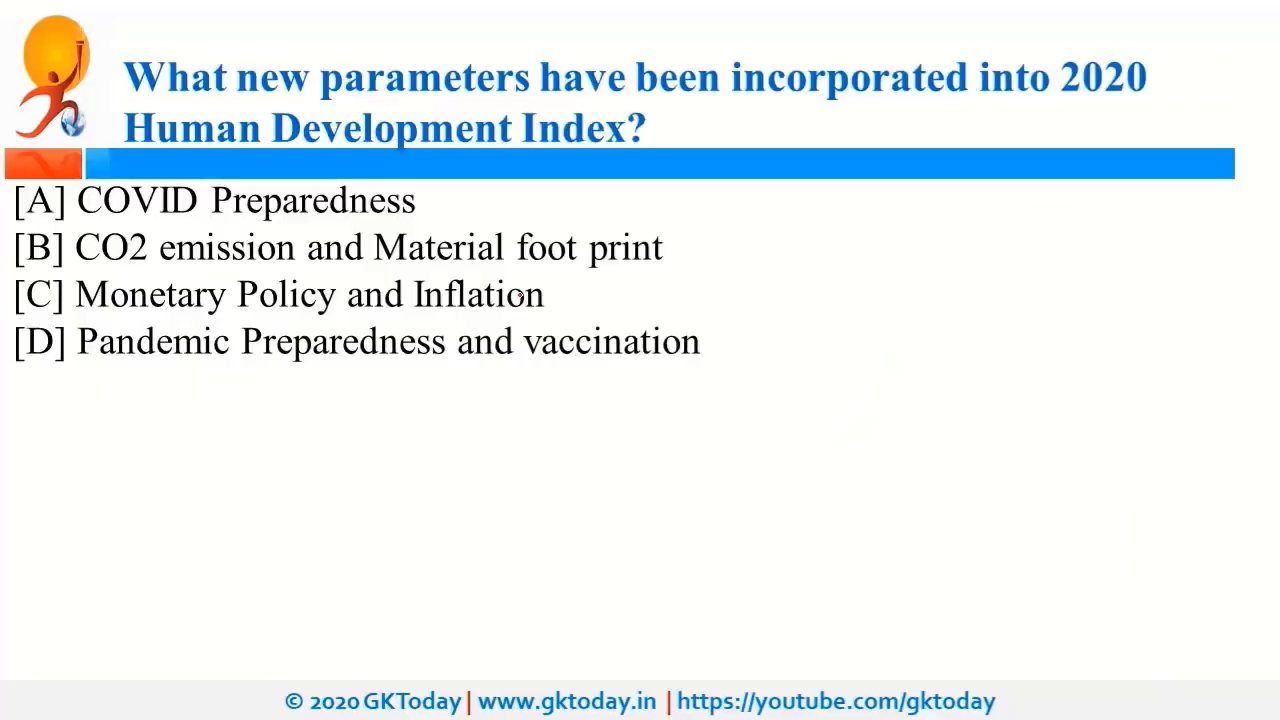 What new parameters have been incorporated into 2020
Human Development Index?
[A] COVID Preparedness
[B] CO2 emission and Material foot print
[C] Monetary Policy and Inflation
[D] Pandemic Preparedness and vaccination
© 2020 GKToday | www.gktoday.in | https://youtube.com/gktoday